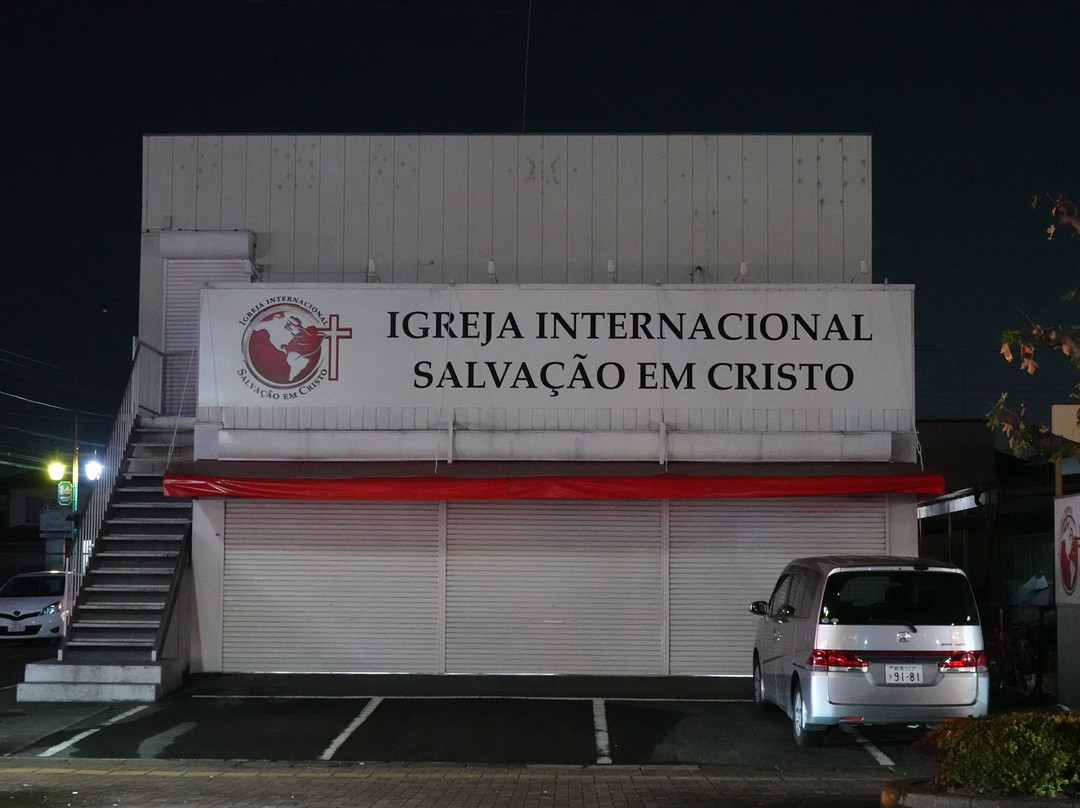 IGREJA INTERNACIONAL
SALVAÇÃO EM CRISTO
IGREJA INTERNACIONAL
SALVAÇÃO EM CRISTO
91-81